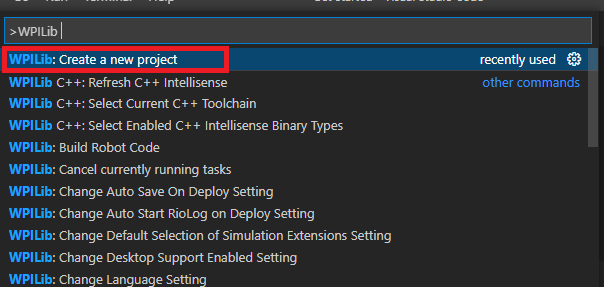 >WPILib
WPILib: Create a new project recently used
WPILib C++: Refresh C++ Intellisense other commands
WPILib C++: Select Current C++ Toolchain
WPILib C++: Select Enabled C++ Intellisense Binary Types
WPILib: Build Robot Code
WPILib: Cancel currently running tasks
WPILib: Change Auto Save On Deploy Setting
WPILib: Change Auto Start RioLog on Deploy Setting
WPILib: Change Default Selection of Simulation Extensions Setting
WPILib: Change Desktop Support Enabled Setting
WPILib: Change Language Setting